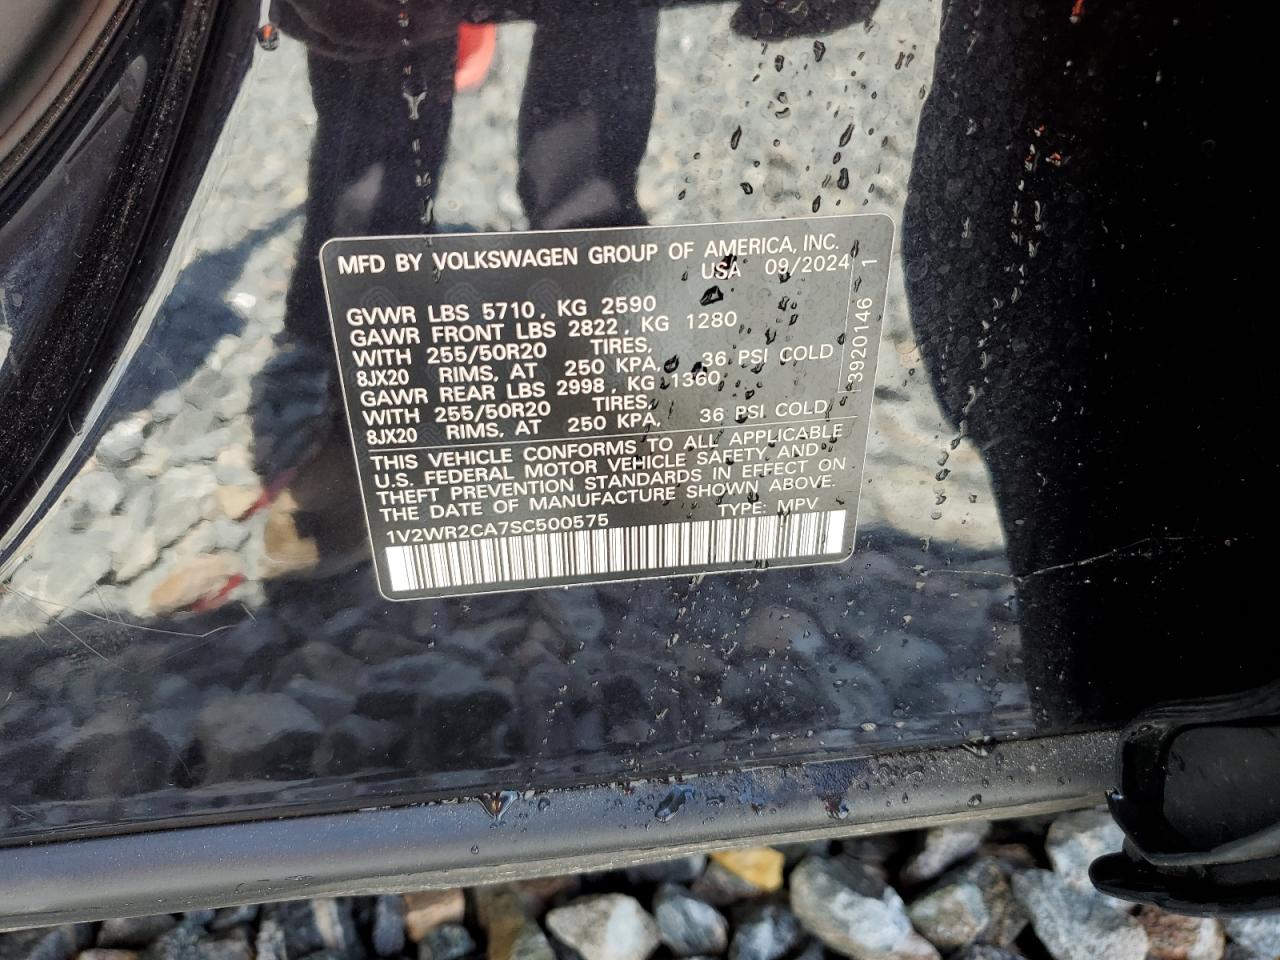 MFD BY VOLKSWAGEN GROUP OF AMERICA, INC.
USA 09/2024
GVWR LBS 5710, KG 2590
GAWR FRONT LBS 2822, KG 1280
WITH 255/50R20 TIRES,
8JX20 RIMS, AT 250 KPA, 36 PSI COLD
GAWR REAR LBS 2998, KG 1360
WITH 255/50R20 TIRES,
8JX20 RIMS, AT 250 KPA, 36 PSI COLD
THIS VEHICLE CONFORMS TO ALL APPLICABLE
U.S. FEDERAL MOTOR VEHICLE SAFETY AND
THEFT PREVENTION STANDARDS IN EFFECT ON
THE DATE OF MANUFACTURE SHOWN ABOVE.
1V2WR2CA7SC500575 TYPE: MPV
3920146 1